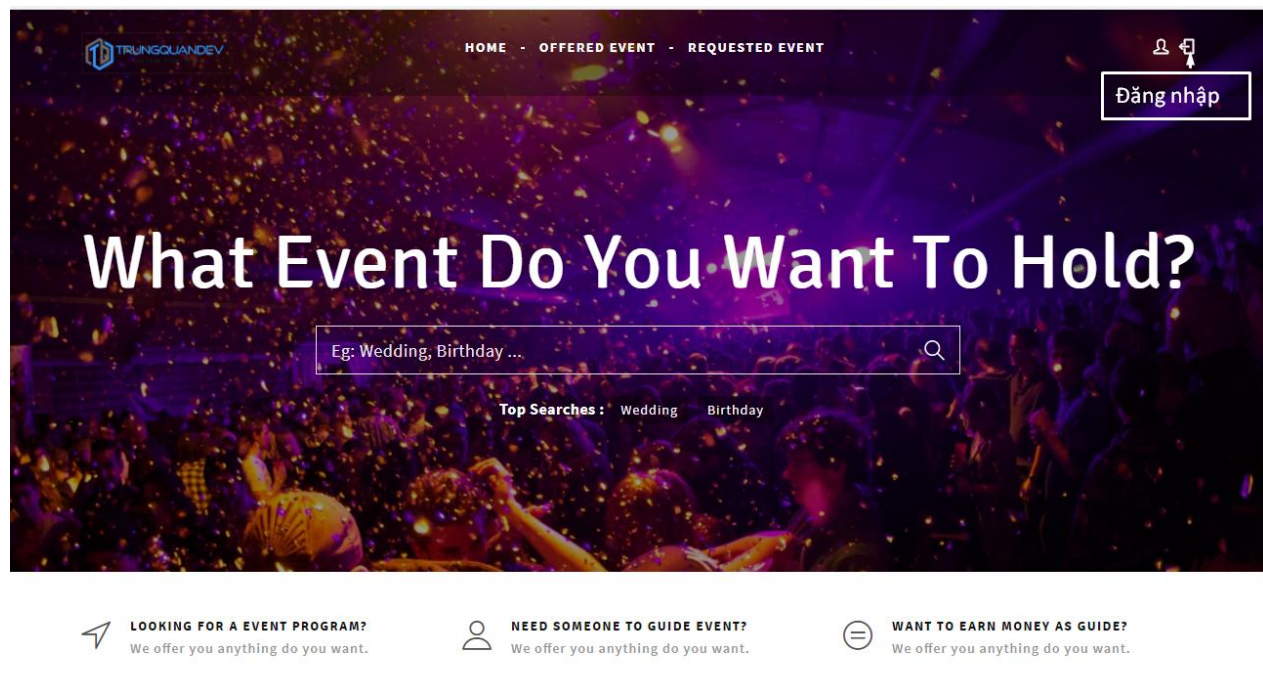 TRUNGQUANDEV
HOME - OFFERED EVENT - REQUESTED EVENT
Đăng nhập
What Event Do You Want To Hold?
Eg: Wedding, Birthday ...
Top Searches : Wedding Birthday
LOOKING FOR A EVENT PROGRAM?
We offer you anything do you want.
NEED SOMEONE TO GUIDE EVENT?
We offer you anything do you want.
WANT TO EARN MONEY AS GUIDE?
We offer you anything do you want.